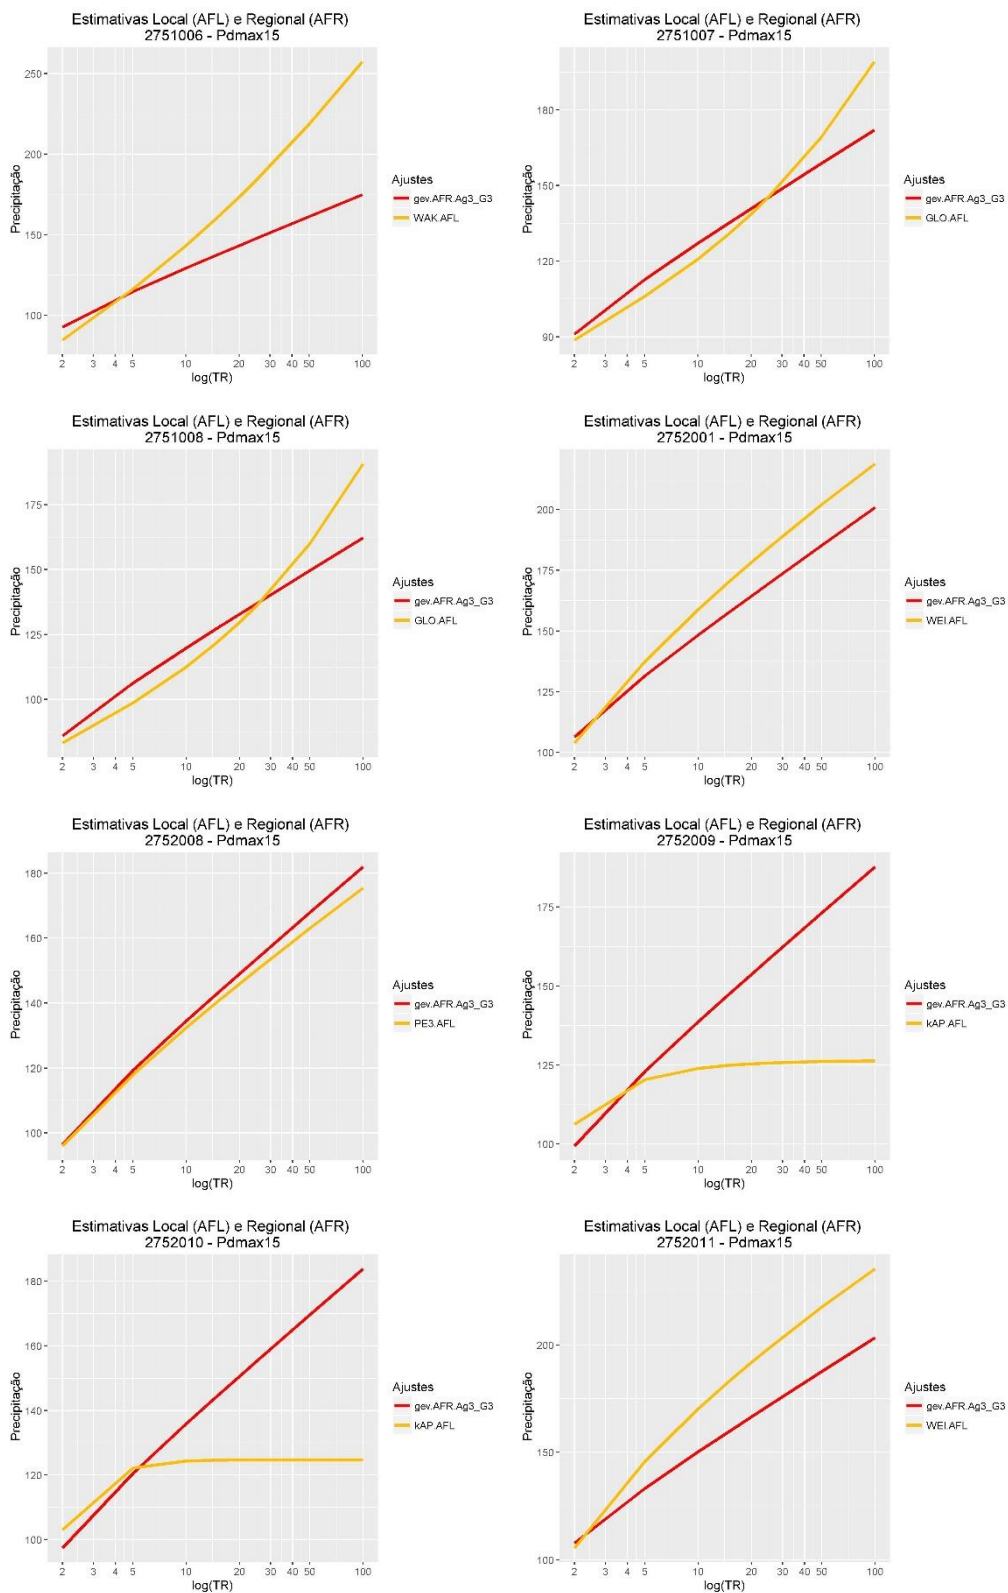 Estimativas Local (AFL) e Regional (AFR)
2751006 - Pdmax15
250
200
150
100
Precipitação
2 3 4 5 10 20 30 40 50 100
log(TR)
Ajustes
gev.AFR.Ag3_G3
WAK.AFL
Estimativas Local (AFL) e Regional (AFR)
2751007 - Pdmax15
180
150
120
90
Precipitação
2 3 4 5 10 20 30 40 50 100
log(TR)
Ajustes
gev.AFR.Ag3_G3
GLO.AFL
Estimativas Local (AFL) e Regional (AFR)
2751008 - Pdmax15
175
150
125
100
Precipitação
2 3 4 5 10 20 30 40 50 100
log(TR)
Ajustes
gev.AFR.Ag3_G3
GLO.AFL
Estimativas Local (AFL) e Regional (AFR)
2752001 - Pdmax15
200
175
150
125
100
Precipitação
2 3 4 5 10 20 30 40 50 100
log(TR)
Ajustes
gev.AFR.Ag3_G3
WEI.AFL
Estimativas Local (AFL) e Regional (AFR)
2752008 - Pdmax15
180
160
140
120
100
Precipitação
2 3 4 5 10 20 30 40 50 100
log(TR)
Ajustes
gev.AFR.Ag3_G3
PE3.AFL
Estimativas Local (AFL) e Regional (AFR)
2752009 - Pdmax15
175
150
125
100
Precipitação
2 3 4 5 10 20 30 40 50 100
log(TR)
Ajustes
gev.AFR.Ag3_G3
kAP.AFL
Estimativas Local (AFL) e Regional (AFR)
2752010 - Pdmax15
180
160
140
120
100
Precipitação
2 3 4 5 10 20 30 40 50 100
log(TR)
Ajustes
gev.AFR.Ag3_G3
kAP.AFL
Estimativas Local (AFL) e Regional (AFR)
2752011 - Pdmax15
200
150
100
Precipitação
2 3 4 5 10 20 30 40 50 100
log(TR)
Ajustes
gev.AFR.Ag3_G3
WEI.AFL